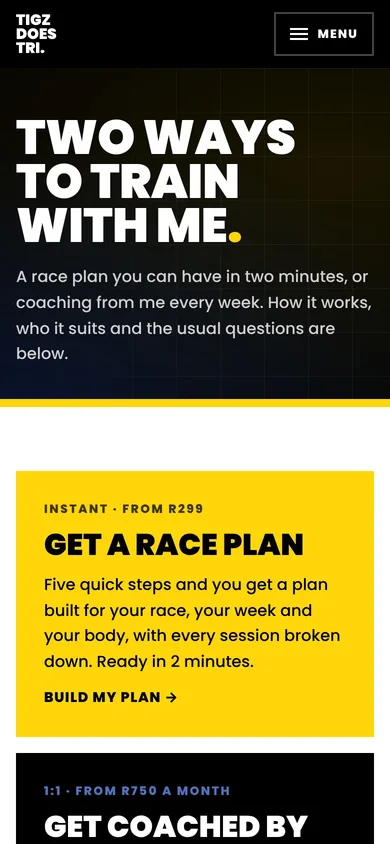 TIGZ
DOES
TRI.
MENU
TWO WAYS
TO TRAIN
WITH ME.
A race plan you can have in two minutes, or
coaching from me every week. How it works,
who it suits and the usual questions are
below.
INSTANT · FROM R299
GET A RACE PLAN
Five quick steps and you get a plan
built for your race, your week and
your body, with every session broken
down. Ready in 2 minutes.
BUILD MY PLAN →
1:1 · FROM R750 A MONTH
GET COACHED BY